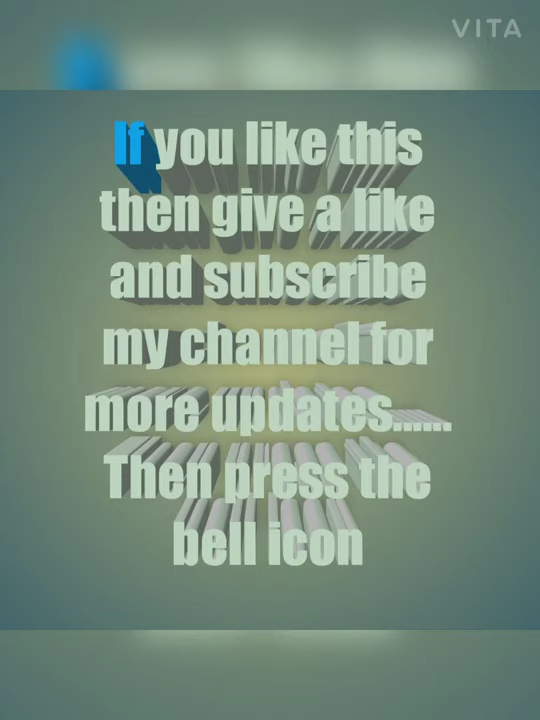 VITA
If you like this
then give a like
and subscribe
my channel for
more updates......
Then press the
bell icon